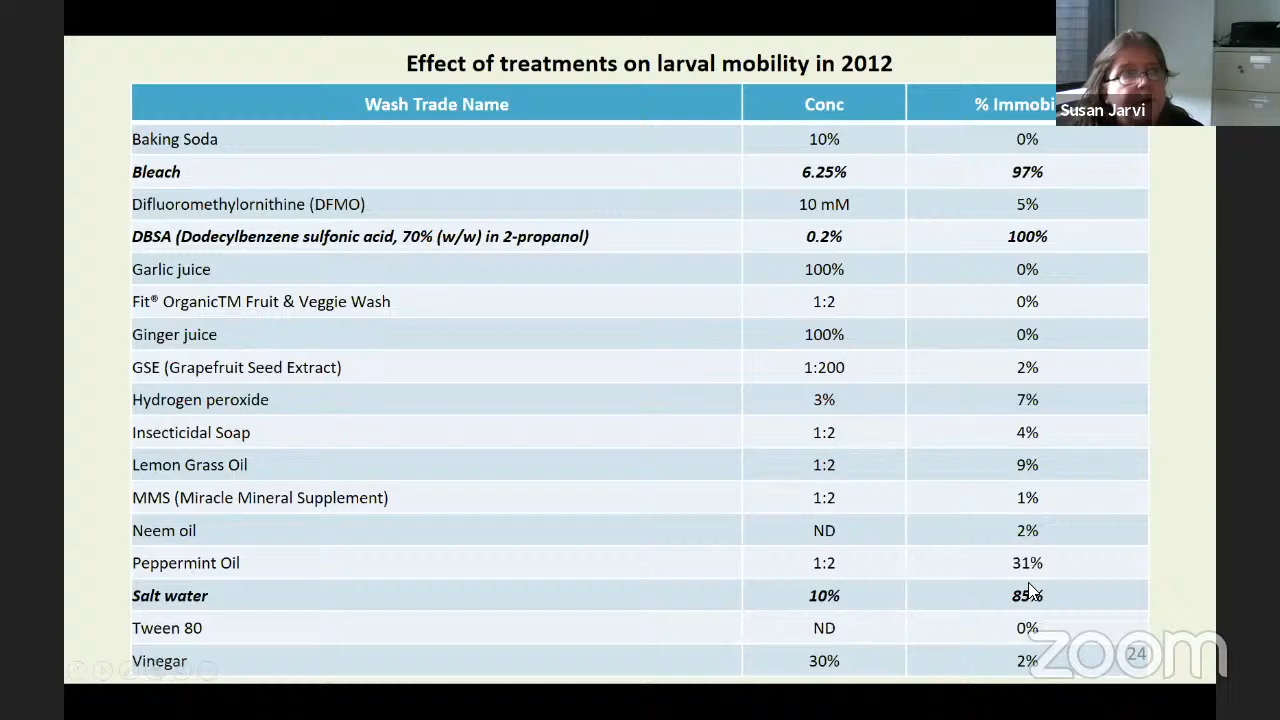 Effect of treatments on larval mobility in 2012
Wash Trade Name Conc % Immobi
Susan Jarvi
Baking Soda 10% 0%
Bleach 6.25% 97%
Difluoromethylornithine (DFMO) 10 mM 5%
DBSA (Dodecylbenzene sulfonic acid, 70% (w/w) in 2-propanol) 0.2% 100%
Garlic juice 100% 0%
Fit® OrganicTM Fruit & Veggie Wash 1:2 0%
Ginger juice 100% 0%
GSE (Grapefruit Seed Extract) 1:200 2%
Hydrogen peroxide 3% 7%
Insecticidal Soap 1:2 4%
Lemon Grass Oil 1:2 9%
MMS (Miracle Mineral Supplement) 1:2 1%
Neem oil ND 2%
Peppermint Oil 1:2 31%
Salt water 10% 85%
Tween 80 ND 0%
Vinegar 30% 2%
zoom
24